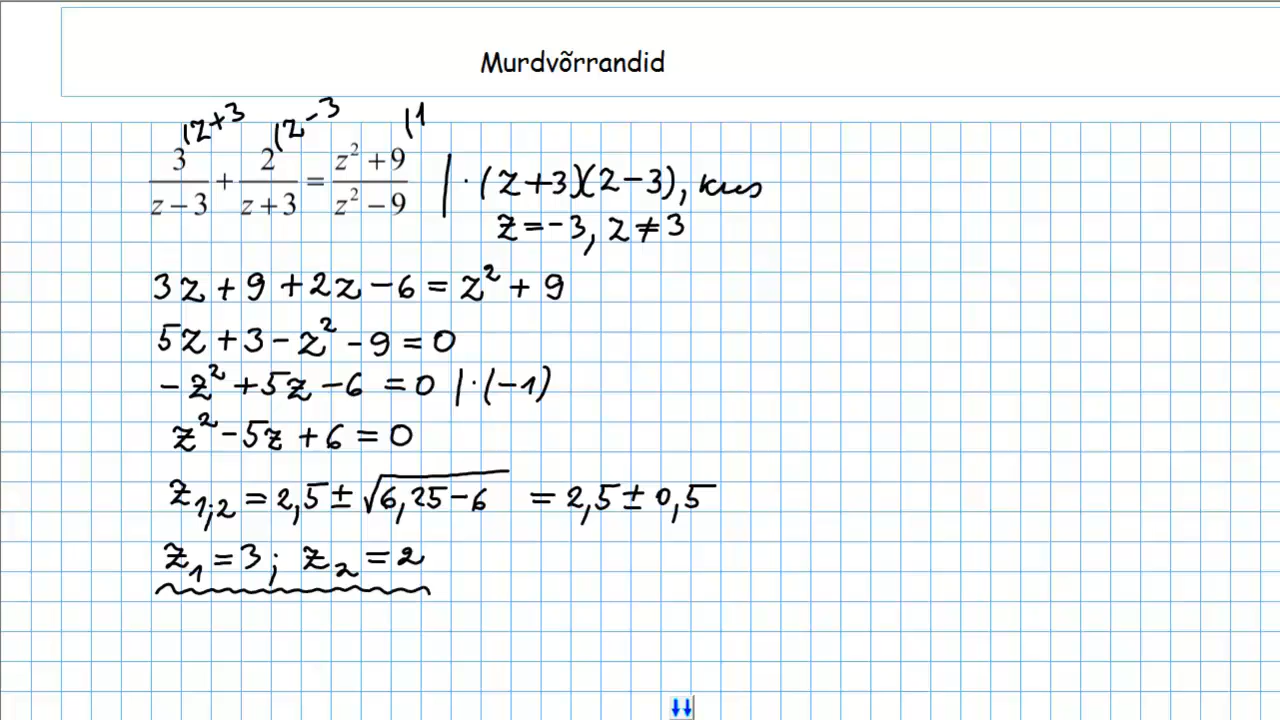 Murdvõrrandid
|z+3 |z-3 |1
3/(z-3) + 2/(z+3) = (z²+9)/(z²-9) | · (z+3)(z-3), kus
z=-3, z≠3
3z+9+2z-6=z²+9
5z+3-z²-9=0
-z²+5z-6=0 |·(-1)
z²-5z+6=0
z₁;₂=2,5±√(6,25-6) =2,5±0,5
z₁=3; z₂=2